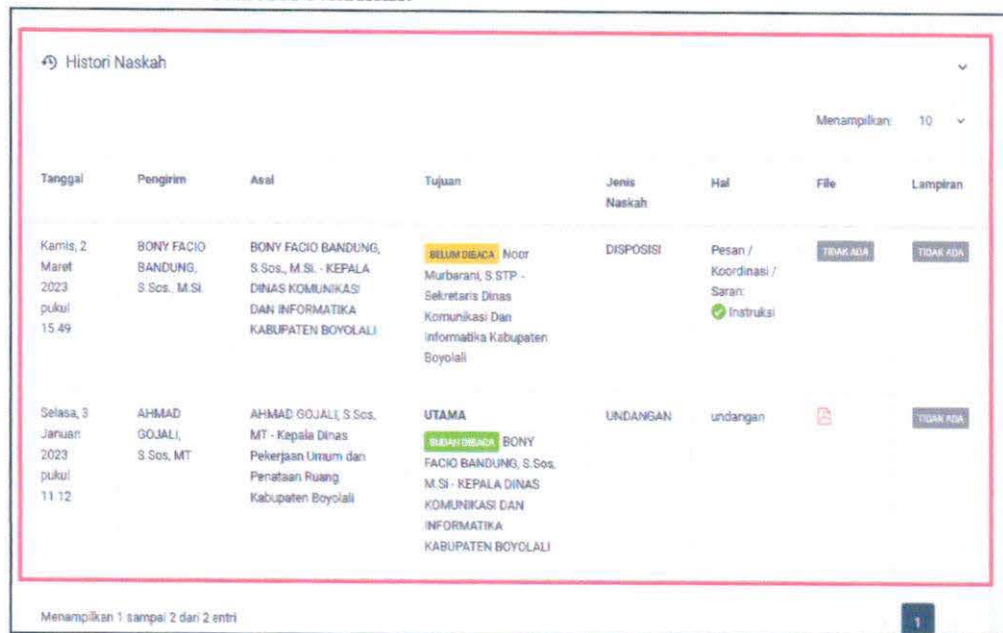 Histori Naskah
Menampilkan: 10
Tanggal Pengirim Asal Tujuan Jenis Naskah Hal File Lampiran
Kamis, 2
Maret
2023
pukul
15 49
BONY FACIO
BANDUNG,
S.Sos., M.Si.
BONY FACIO BANDUNG,
S.Sos., M.Si. - KEPALA
DINAS KOMUNIKASI
DAN INFORMATIKA
KABUPATEN BOYOLALI
BELUM DIBACA Noor
Murbarani, S.STP -
Sekretaris Dinas
Komunikasi Dan
Informatika Kabupaten
Boyolali
DISPOSISI
Pesan /
Koordinasi /
Saran:
Instruksi
TIDAK ADA
TIDAK ADA
Selasa, 3
Januari
2023
pukul
11 12
AHMAD
GOJALI,
S.Sos, MT
AHMAD GOJALI, S.Sos,
MT - Kepala Dinas
Pekerjaan Umum dan
Penataan Ruang
Kabupaten Boyolali
UTAMA
SUDAH DIBACA BONY
FACIO BANDUNG, S.Sos,
M.Si - KEPALA DINAS
KOMUNIKASI DAN
INFORMATIKA
KABUPATEN BOYOLALI
UNDANGAN
undangan
TIDAK ADA
Menampilkan 1 sampai 2 dari 2 entri
1